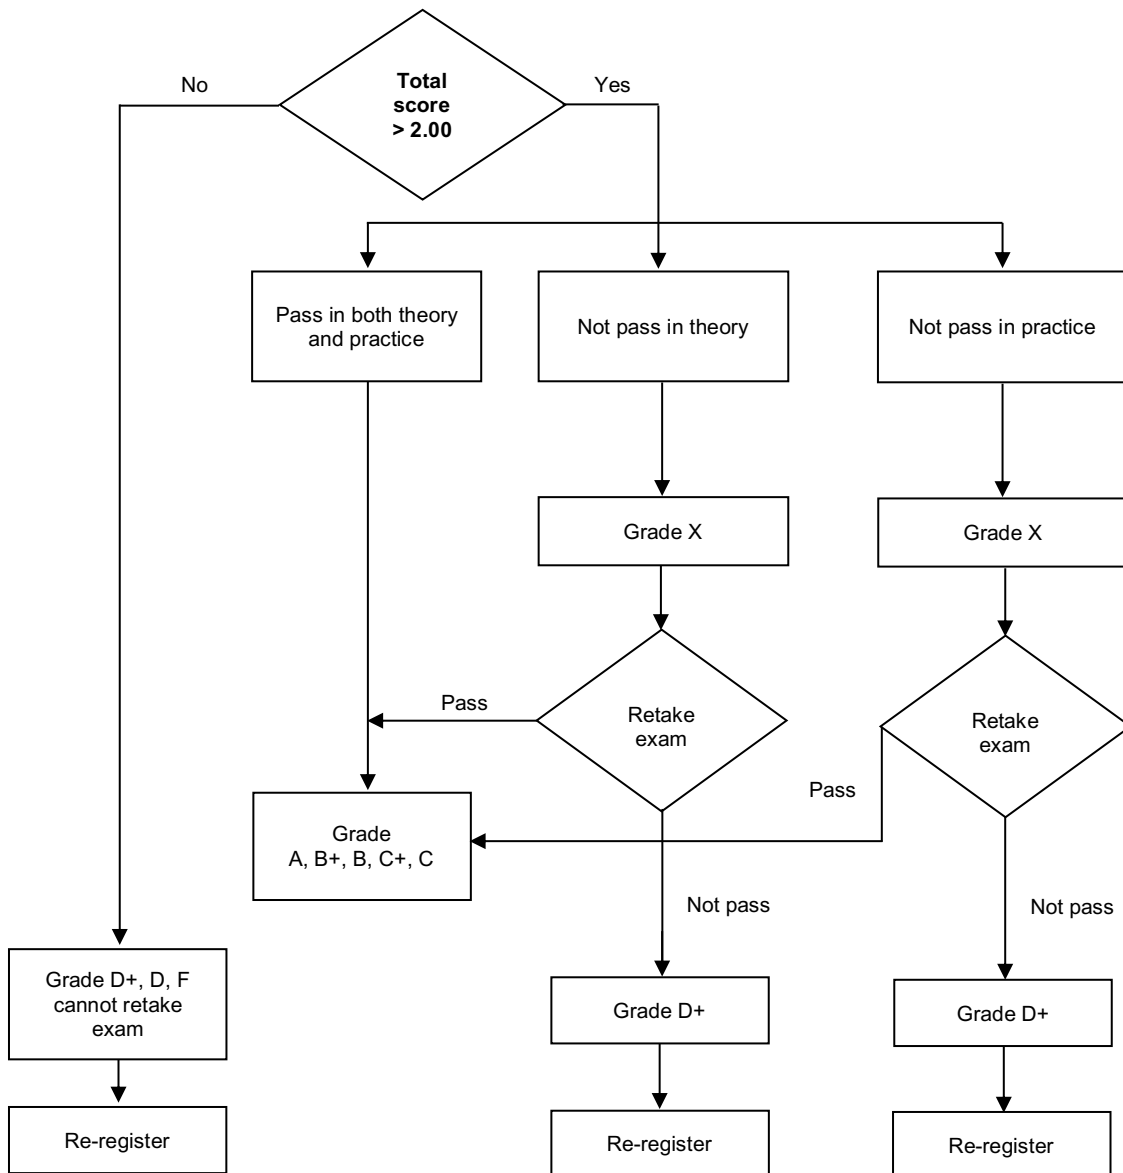 Total
score
> 2.00
No
Yes
Pass in both theory
and practice
Not pass in theory
Not pass in practice
Grade X
Grade X
Pass
Retake
exam
Retake
exam
Pass
Grade
A, B+, B, C+, C
Not pass
Not pass
Grade D+, D, F
cannot retake
exam
Grade D+
Grade D+
Re-register
Re-register
Re-register